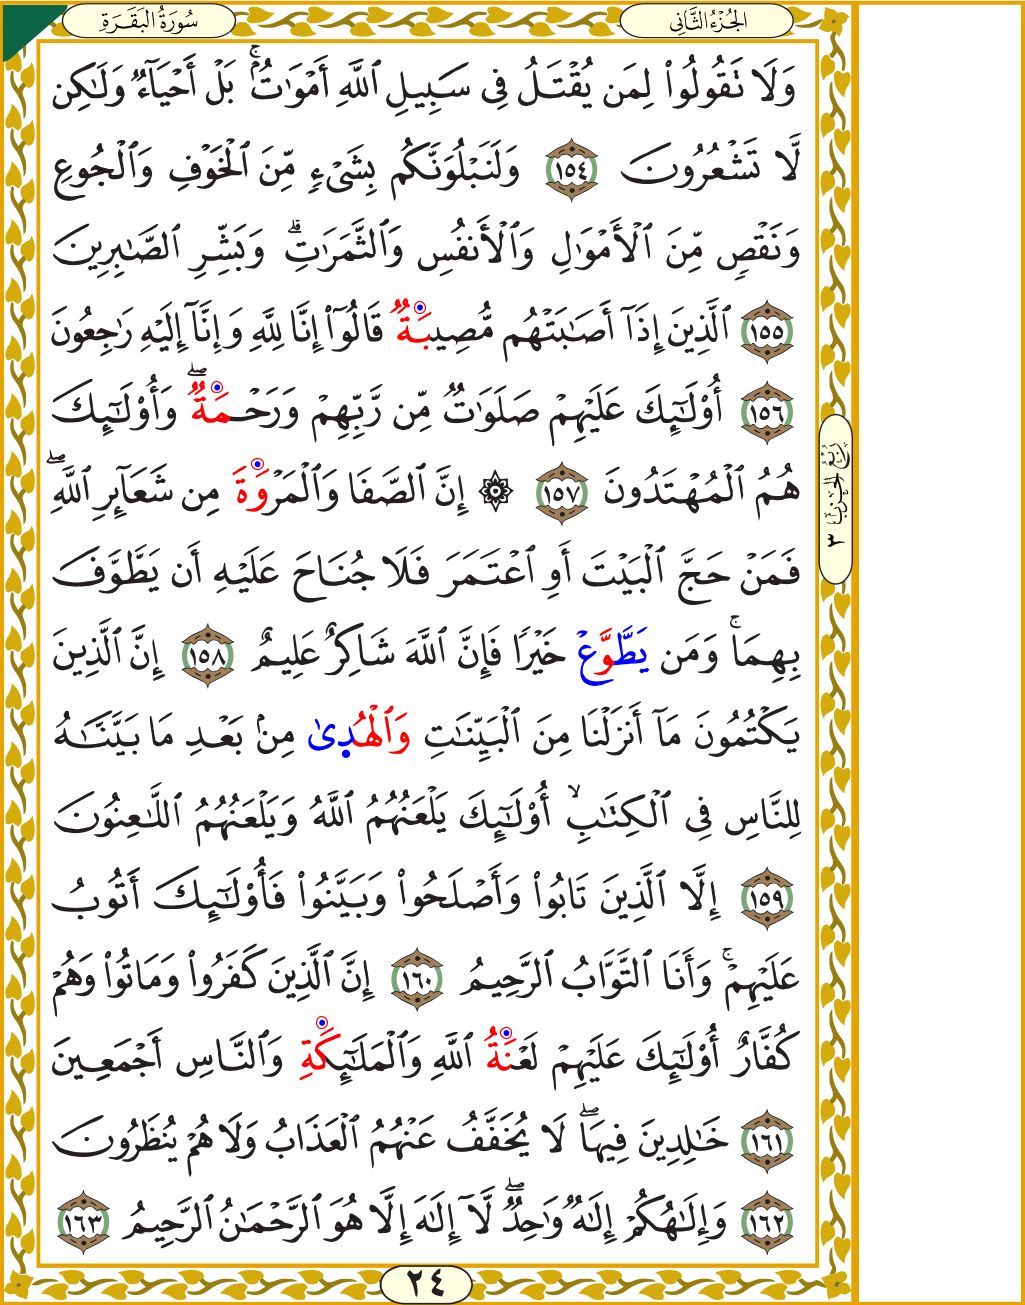 الجُزْءُ الثَّانِي
سُورَةُ البَقَرَةِ
وَلَا تَقُولُوا۟ لِمَن يُقْتَلُ فِى سَبِيلِ ٱللَّهِ أَمْوَٰتٌۢ ۚ بَلْ أَحْيَآءٌ وَلَٰكِن
لَّا تَشْعُرُونَ ١٥٤ وَلَنَبْلُوَنَّكُم بِشَىْءٍ مِّنَ ٱلْخَوْفِ وَٱلْجُوعِ
وَنَقْصٍ مِّنَ ٱلْأَمْوَٰلِ وَٱلْأَنفُسِ وَٱلثَّمَرَٰتِ ۗ وَبَشِّرِ ٱلصَّٰبِرِينَ
١٥٥ ٱلَّذِينَ إِذَآ أَصَٰبَتْهُم مُّصِيبَةٌ قَالُوٓا۟ إِنَّا لِلَّهِ وَإِنَّآ إِلَيْهِ رَٰجِعُونَ
١٥٦ أُو۟لَٰٓئِكَ عَلَيْهِمْ صَلَوَٰتٌ مِّن رَّبِّهِمْ وَرَحْمَةٌ ۖ وَأُو۟لَٰٓئِكَ
هُمُ ٱلْمُهْتَدُونَ ١٥٧ ۞ إِنَّ ٱلصَّفَا وَٱلْمَرْوَةَ مِن شَعَآئِرِ ٱللَّهِ ۖ
فَمَنْ حَجَّ ٱلْبَيْتَ أَوِ ٱعْتَمَرَ فَلَا جُنَاحَ عَلَيْهِ أَن يَطَّوَّفَ
بِهِمَا ۚ وَمَن يَطَّوَّعْ خَيْرًا فَإِنَّ ٱللَّهَ شَاكِرٌ عَلِيمٌ ١٥٨ إِنَّ ٱلَّذِينَ
يَكْتُمُونَ مَآ أَنزَلْنَا مِنَ ٱلْبَيِّنَٰتِ وَٱلْهُدٜىٰ مِنۢ بَعْدِ مَا بَيَّنَّٰهُ
لِلنَّاسِ فِى ٱلْكِتَٰبِ ۙ أُو۟لَٰٓئِكَ يَلْعَنُهُمُ ٱللَّهُ وَيَلْعَنُهُمُ ٱللَّٰعِنُونَ
١٥٩ إِلَّا ٱلَّذِينَ تَابُوا۟ وَأَصْلَحُوا۟ وَبَيَّنُوا۟ فَأُو۟لَٰٓئِكَ أَتُوبُ
عَلَيْهِمْ ۚ وَأَنَا ٱلتَّوَّابُ ٱلرَّحِيمُ ١٦٠ إِنَّ ٱلَّذِينَ كَفَرُوا۟ وَمَاتُوا۟ وَهُمْ
كُفَّارٌ أُو۟لَٰٓئِكَ عَلَيْهِمْ لَعْنَةُ ٱللَّهِ وَٱلْمَلَٰٓئِكَةِ وَٱلنَّاسِ أَجْمَعِينَ
١٦١ خَٰلِدِينَ فِيهَا ۖ لَا يُخَفَّفُ عَنْهُمُ ٱلْعَذَابُ وَلَا هُمْ يُنظَرُونَ
١٦٢ وَإِلَٰهُكُمْ إِلَٰهٌ وَٰحِدٌ ۖ لَّآ إِلَٰهَ إِلَّا هُوَ ٱلرَّحْمَٰنُ ٱلرَّحِيمُ ١٦٣
رُبْعُ الحِزْبِ ٣
٢٤